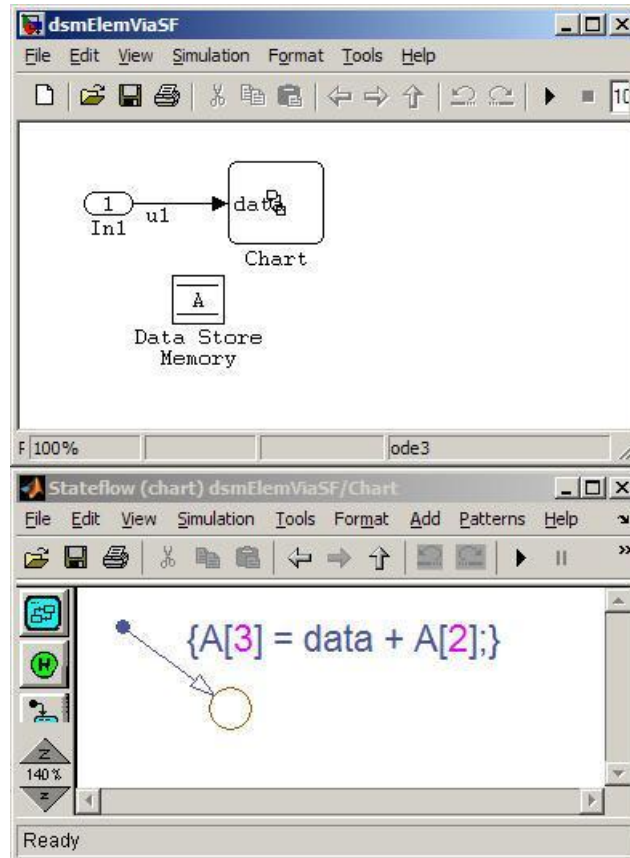 dsmElemViaSF
File Edit View Simulation Format Tools Help
10
1
In1
u1
data
Chart
A
Data Store
Memory
F 100%
ode3
Stateflow (chart) dsmElemViaSF/Chart
File Edit View Simulation Tools Format Add Patterns Help
H
{A[3] = data + A[2];}
Z
140%
Z
Ready